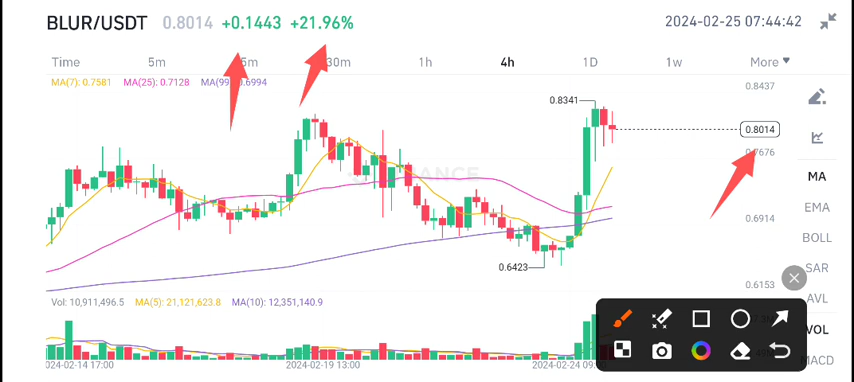 BLUR/USDT 0.8014 +0.1443 +21.96% 2024-02-25 07:44:42
Time 5m 5m 30m 1h 4h 1D 1w More
MA(7): 0.7581 MA(25): 0.7128 MA(99) 0.6994
0.8437
0.8341
0.8014
0.7676
MA
EMA
0.6914
BOLL
0.6423
SAR
0.6153
AVL
Vol: 10,911,496.5 MA(5): 21,121,623.8 MA(10): 12,351,140.9
VOL
MACD
2024-02-14 17:00 2024-02-19 13:00 2024-02-24 09: